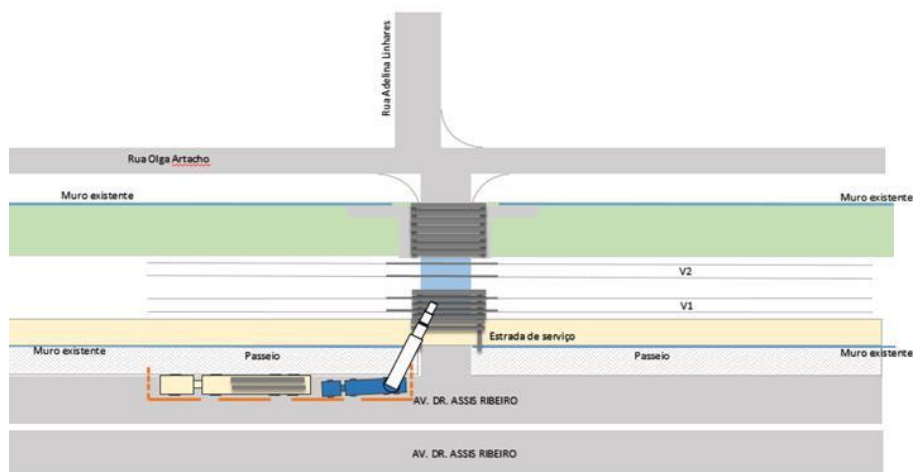 Rua Adelina Linhares
Rua Olga Artacho
Muro existente
Muro existente
V2
V1
Estrada de serviço
Muro existente
Passeio
Passeio
Muro existente
AV. DR. ASSIS RIBEIRO
AV. DR. ASSIS RIBEIRO